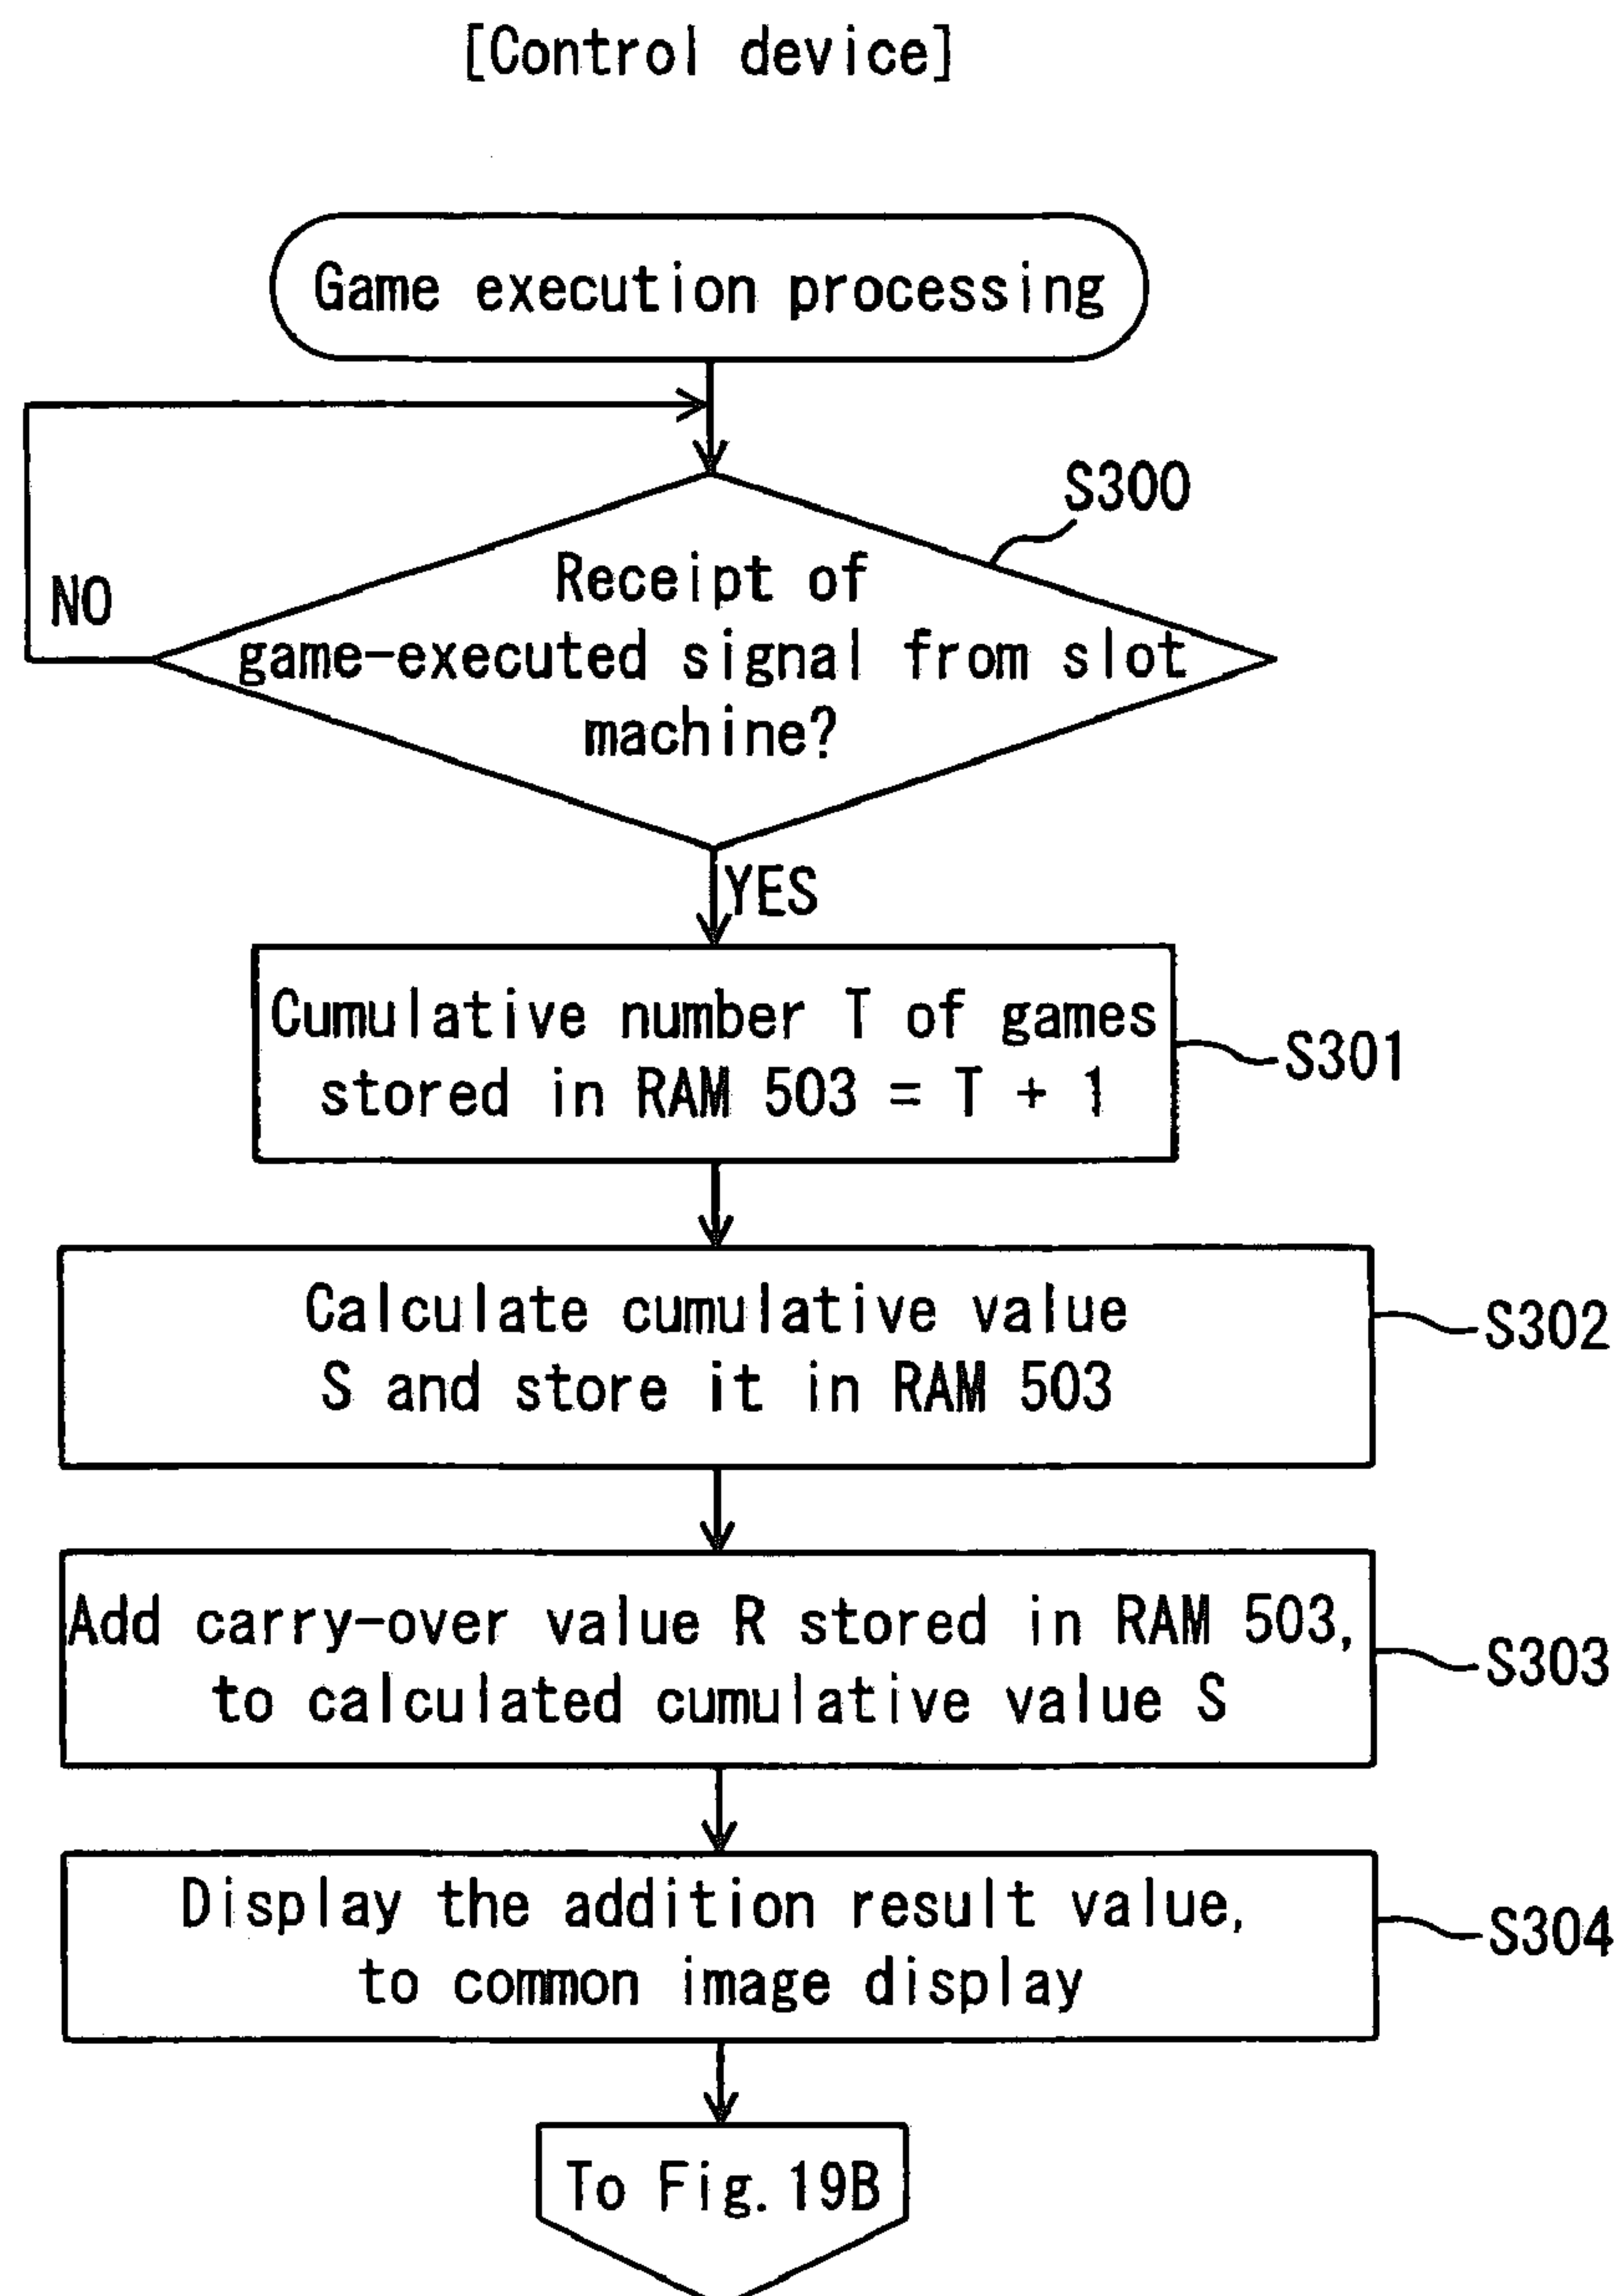 [Control device]
Game execution processing
S300
Receipt of
NO
game-executed signal from slot
machine?
YES
Cumulative number T of games
stored in RAM 503 = T + 1
S301
Calculate cumulative value
S and store it in RAM 503
S302
Add carry-over value R stored in RAM 503,
to calculated cumulative value S
S303
Display the addition result value,
to common image display
S304
To Fig. 19B